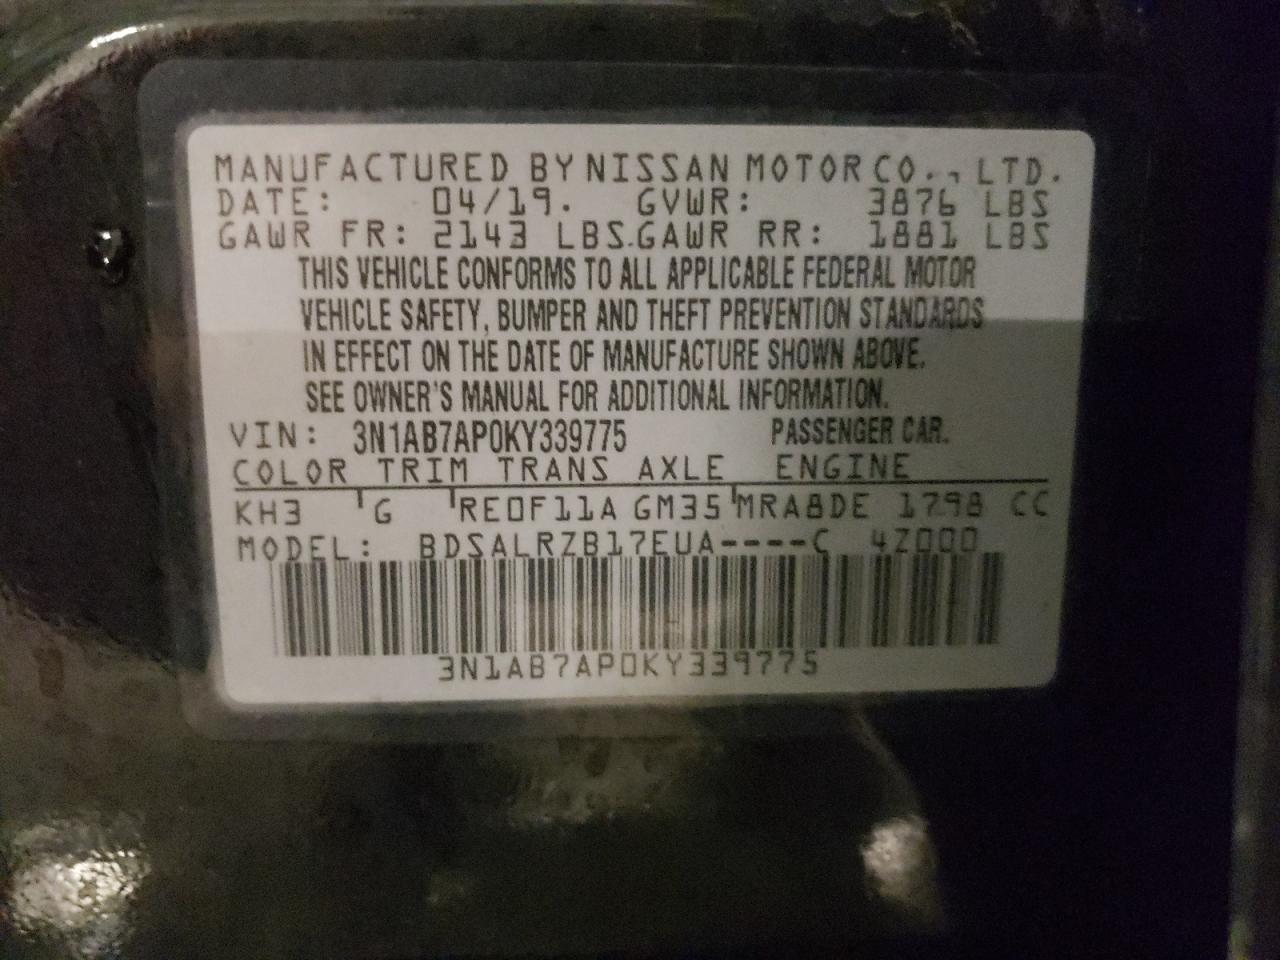 MANUFACTURED BY NISSAN MOTOR CO., LTD.
DATE: 04/19. GVWR: 3876 LBS
GAWR FR: 2143 LBS. GAWR RR: 1881 LBS
THIS VEHICLE CONFORMS TO ALL APPLICABLE FEDERAL MOTOR
VEHICLE SAFETY, BUMPER AND THEFT PREVENTION STANDARDS
IN EFFECT ON THE DATE OF MANUFACTURE SHOWN ABOVE.
SEE OWNER'S MANUAL FOR ADDITIONAL INFORMATION.
VIN: 3N1AB7AP0KY339775 PASSENGER CAR.
COLOR TRIM TRANS AXLE ENGINE
KH3 G RE0F11A GM35 MRA8DE 1798 CC
MODEL: BDSALRZB17EUA----C 4Z000
3N1AB7AP0KY339775